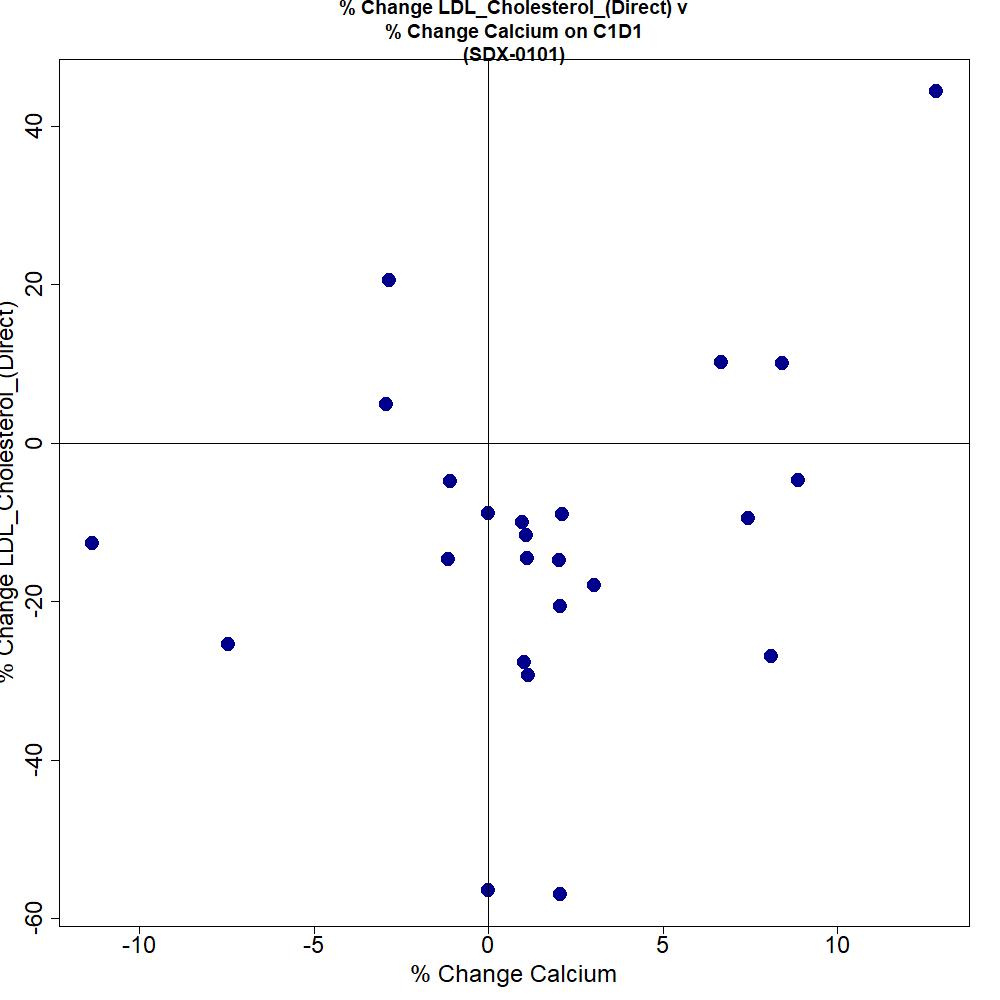 % Change LDL_Cholesterol_(Direct) v
% Change Calcium on C1D1
(SDX-0101)
% Change LDL_Cholesterol_(Direct)
40
20
0
-20
-40
-60
-10
-5
0
5
10
% Change Calcium